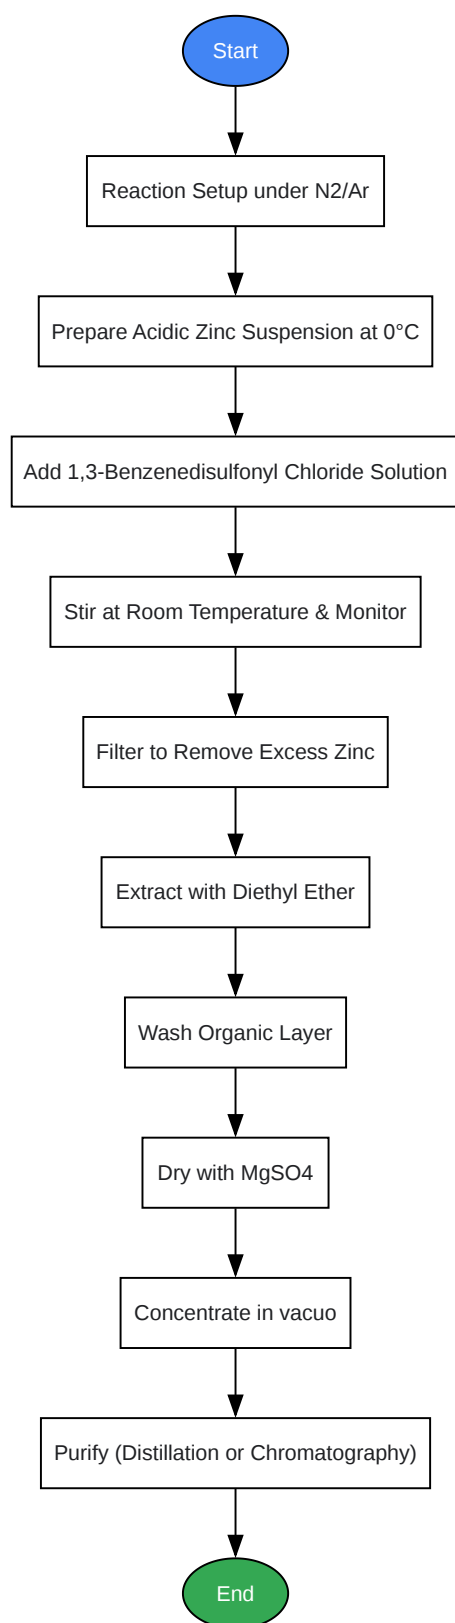 Start
Reaction Setup under N2/Ar
Prepare Acidic Zinc Suspension at 0°C
Add 1,3-Benzenedisulfonyl Chloride Solution
Stir at Room Temperature & Monitor
Filter to Remove Excess Zinc
Extract with Diethyl Ether
Wash Organic Layer
Dry with MgSO4
Concentrate in vacuo
Purify (Distillation or Chromatography)
End